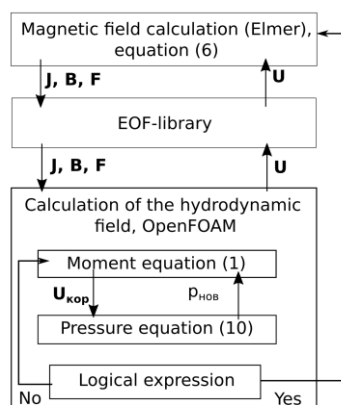 Magnetic field calculation (Elmer),
equation (6)
J, B, F
U
EOF-library
J, B, F
U
Calculation of the hydrodynamic
field, OpenFOAM
Moment equation (1)
Uкор
pнов
Pressure equation (10)
Logical expression
No
Yes